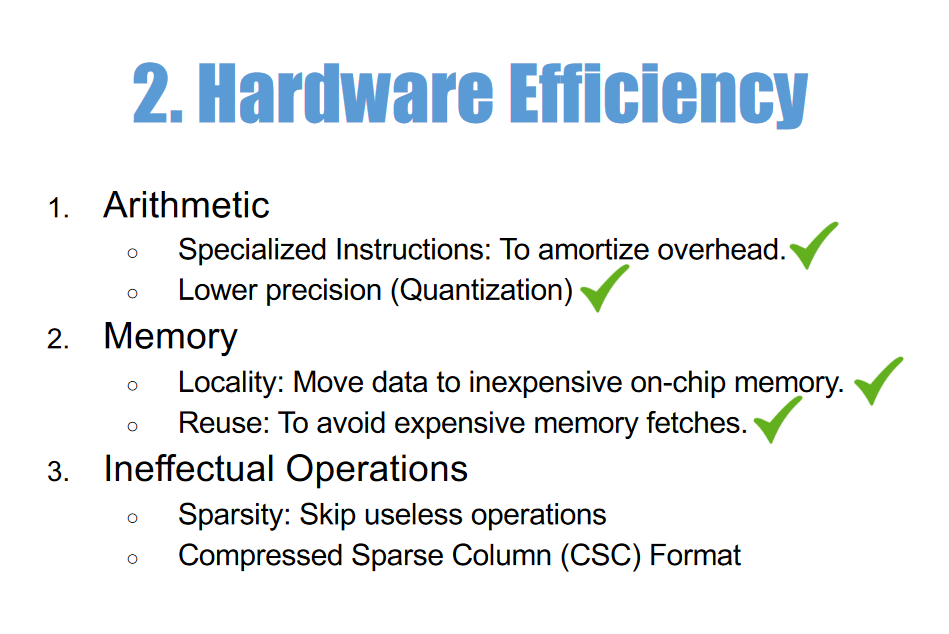 2. Hardware Efficiency
1. Arithmetic
○ Specialized Instructions: To amortize overhead.
○ Lower precision (Quantization)
2. Memory
○ Locality: Move data to inexpensive on-chip memory.
○ Reuse: To avoid expensive memory fetches.
3. Ineffectual Operations
○ Sparsity: Skip useless operations
○ Compressed Sparse Column (CSC) Format